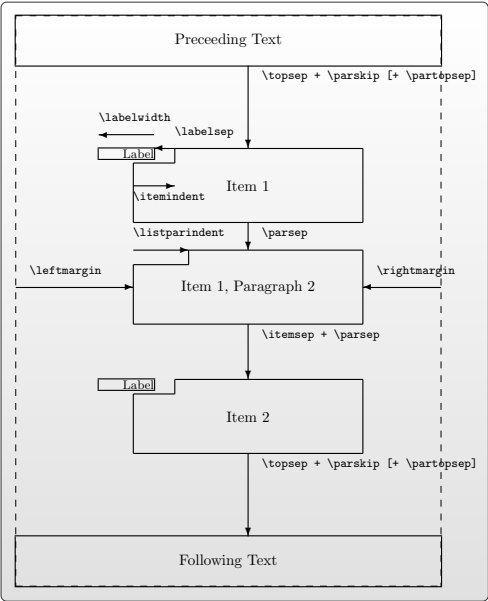 Preceeding Text
\topsep + \parskip [+ \partopsep]
\labelwidth
\labelsep
Label
Item 1
\itemindent
\listparindent
\parsep
\leftmargin
\rightmargin
Item 1, Paragraph 2
\itemsep + \parsep
Label
Item 2
\topsep + \parskip [+ \partopsep]
Following Text